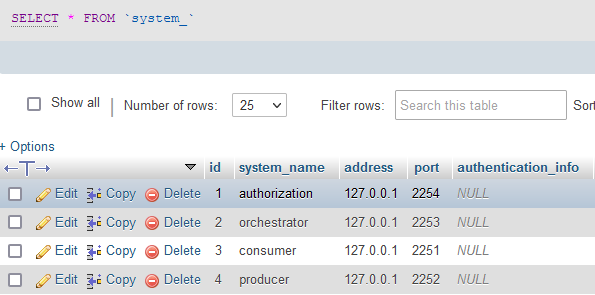 SELECT * FROM `system_`
Show all Number of rows: 25 Filter rows: Search this table Sort
+ Options
←T→ id system_name address port authentication_info
Edit Copy Delete 1 authorization 127.0.0.1 2254 NULL
Edit Copy Delete 2 orchestrator 127.0.0.1 2253 NULL
Edit Copy Delete 3 consumer 127.0.0.1 2251 NULL
Edit Copy Delete 4 producer 127.0.0.1 2252 NULL